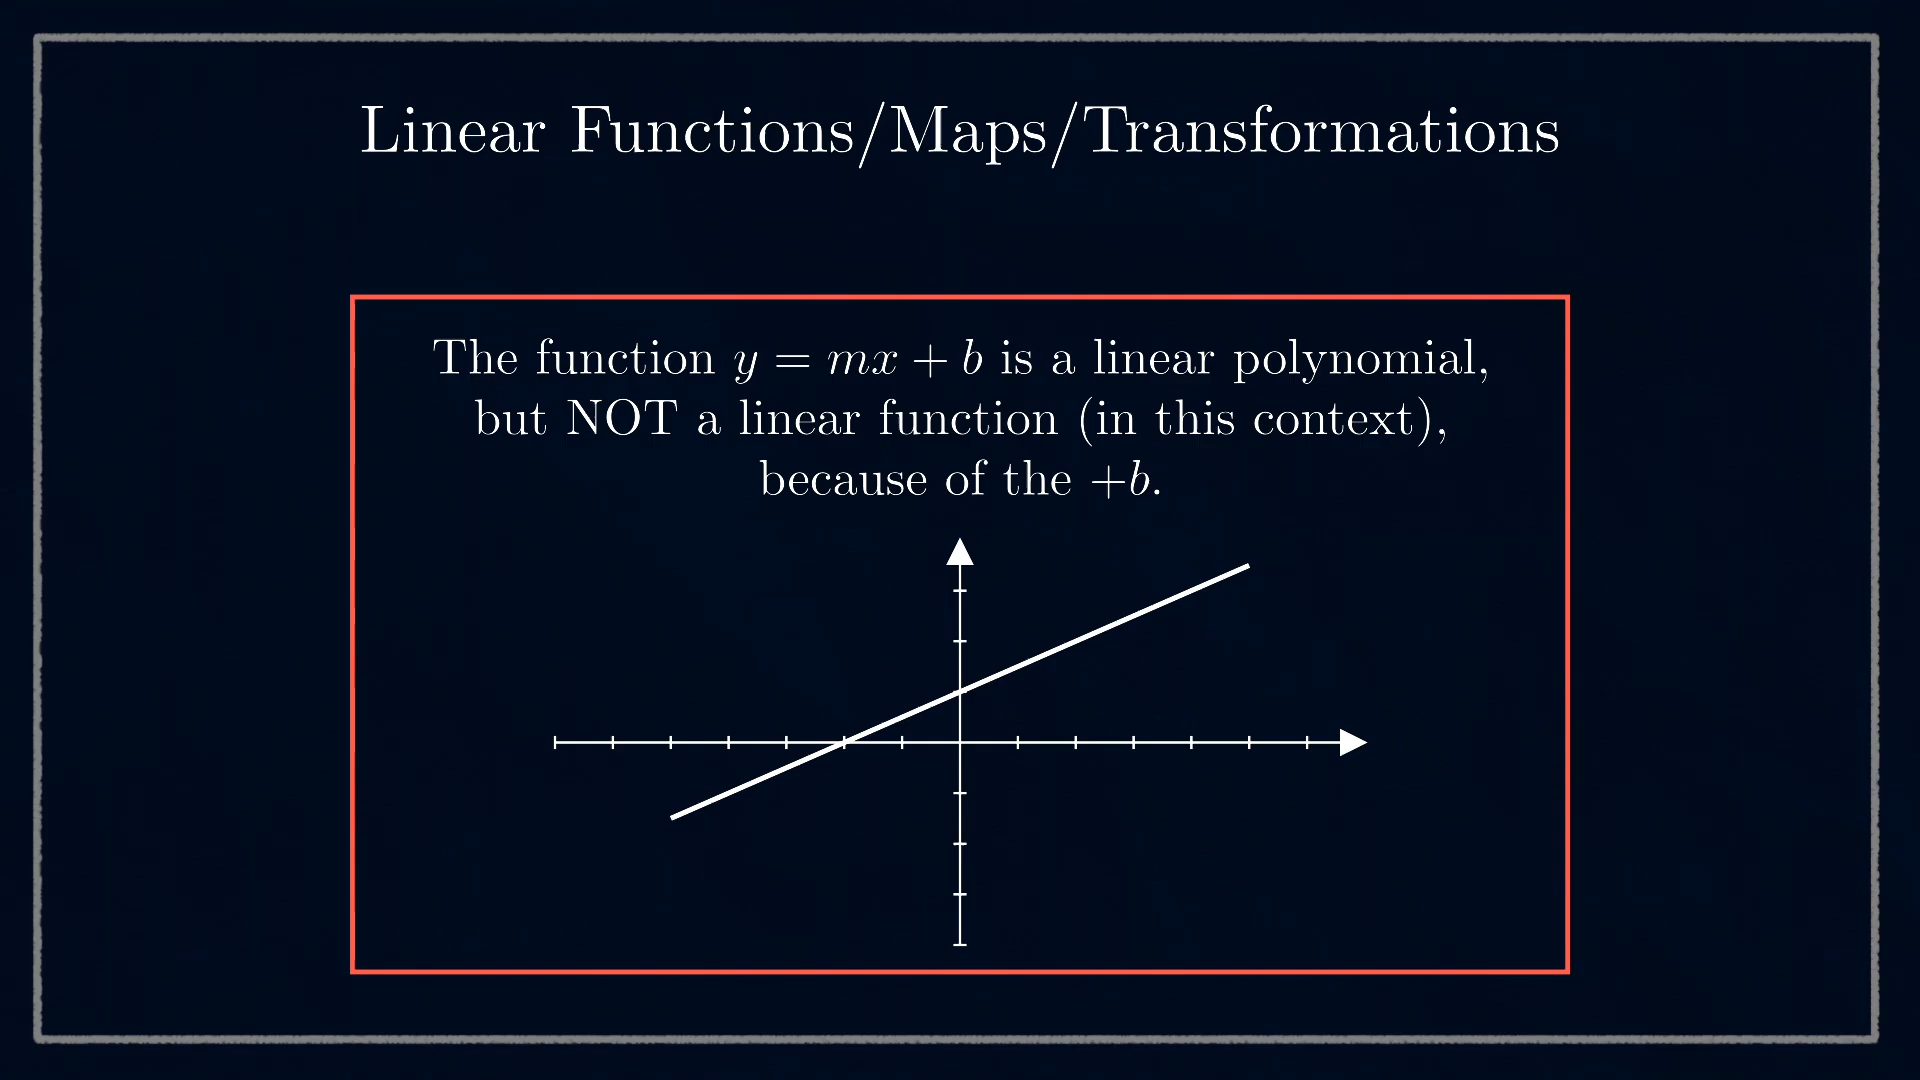 Linear Functions/Maps/Transformations
The function y = mx + b is a linear polynomial,
but NOT a linear function (in this context),
because of the +b.